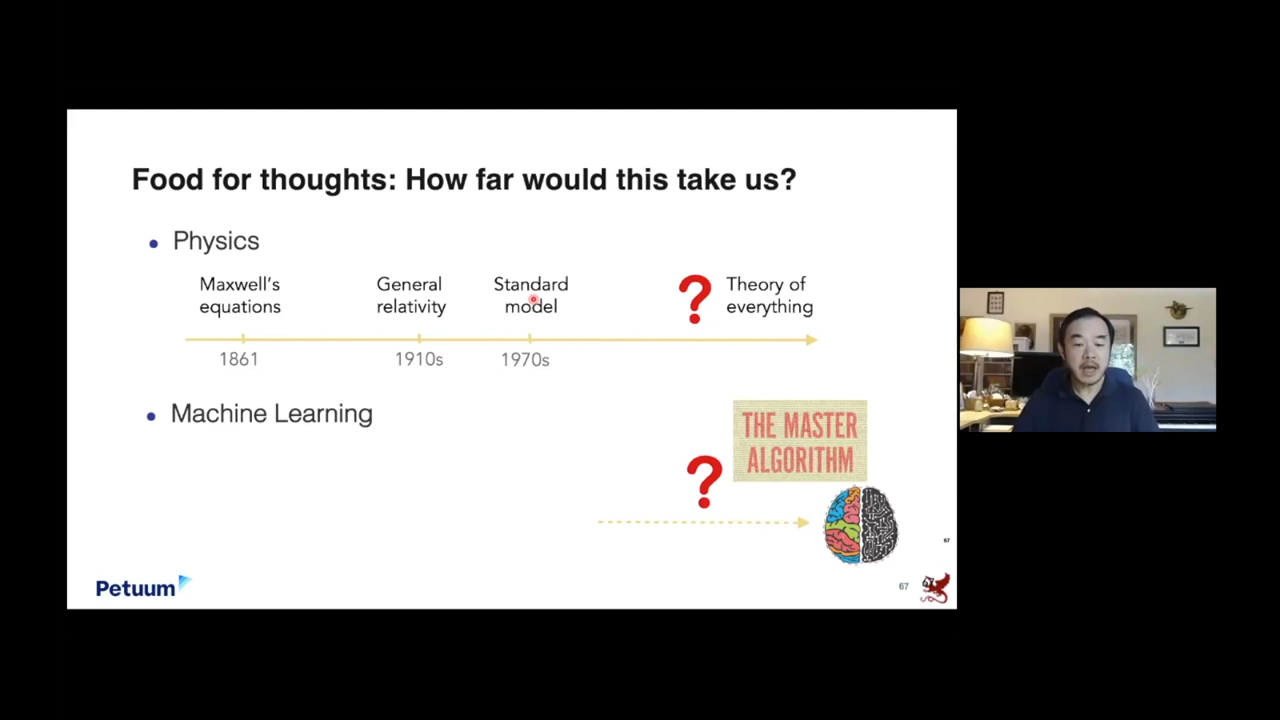 Food for thoughts: How far would this take us?
• Physics
Maxwell's
equations
General
relativity
Standard
model
?
Theory of
everything
1861
1910s
1970s
• Machine Learning
THE MASTER
ALGORITHM
?
67
Petuum
67